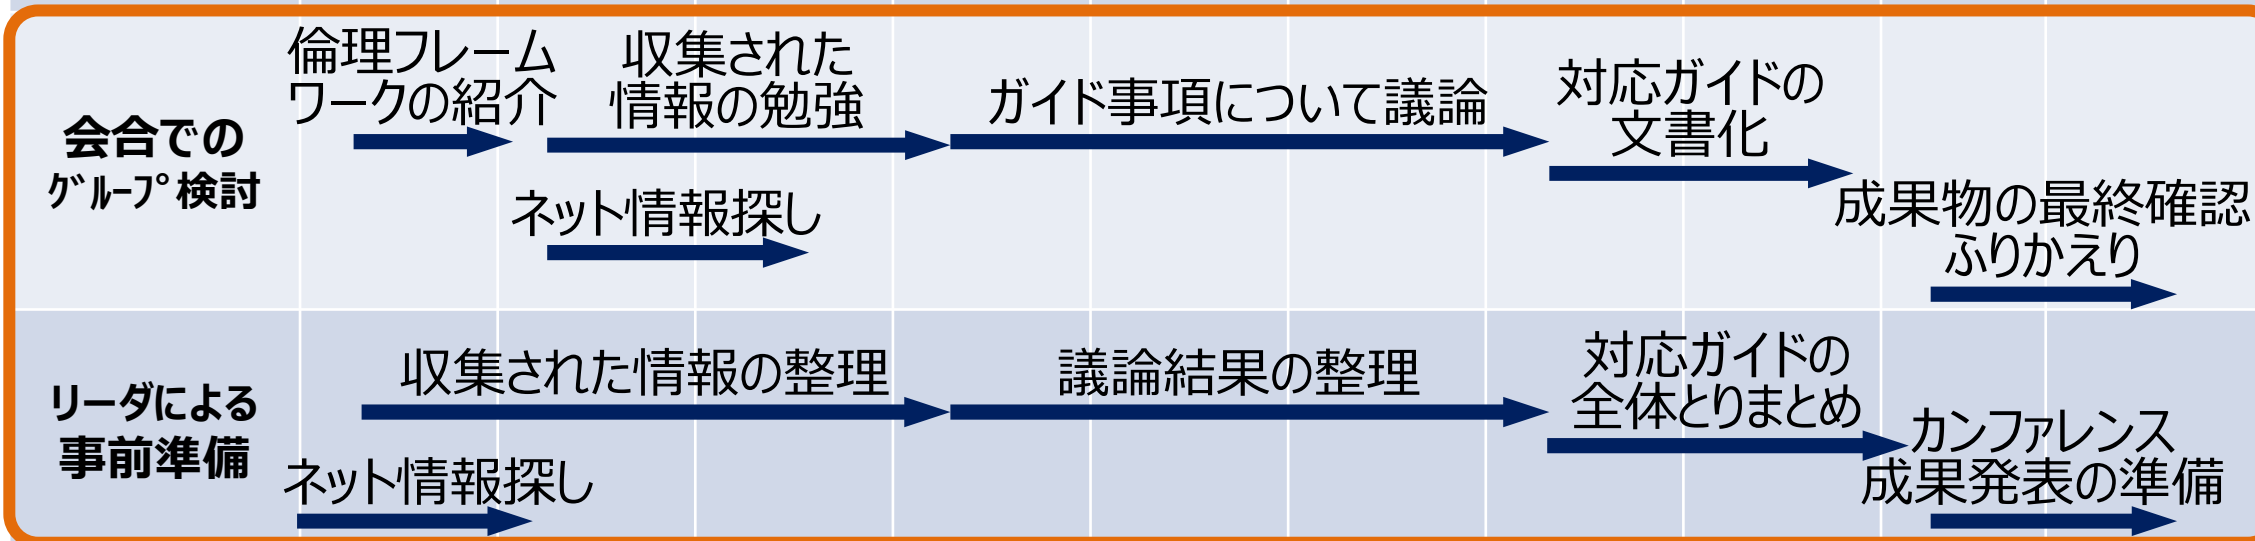 倫理フレーム
ワークの紹介
収集された
情報の勉強
ガイド事項について議論
対応ガイドの
文書化
会合での
ｸﾞﾙｰﾌﾟ検討
ネット情報探し
成果物の最終確認
ふりかえり
収集された情報の整理
議論結果の整理
対応ガイドの
全体とりまとめ
リーダによる
事前準備
ネット情報探し
カンファレンス
成果発表の準備